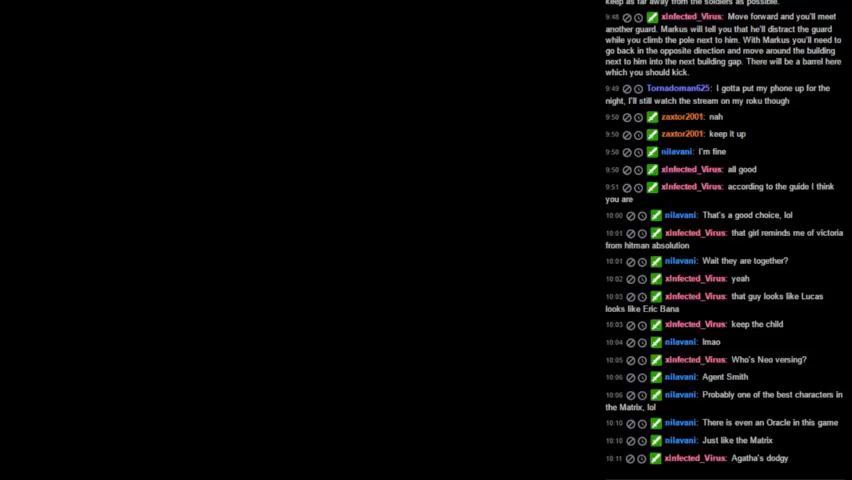 keep as far away from the soldiers as possible.
9:48 xInfected_Virus: Move forward and you'll meet
another guard. Markus will tell you that he'll distract the guard
while you climb the pole next to him. With Markus you'll need to
go back in the opposite direction and move around the building
next to him into the next building gap. There will be a barrel here
which you should kick.
9:49 Tornadoman625: I gotta put my phone up for the
night, I'll still watch the stream on my roku though
9:50 zaxtor2001: nah
9:50 zaxtor2001: keep it up
9:50 nilavani: I'm fine
9:50 xInfected_Virus: all good
9:51 xInfected_Virus: according to the guide I think
you are
10:00 nilavani: That's a good choice, lol
10:01 xInfected_Virus: that girl reminds me of victoria
from hitman absolution
10:01 nilavani: Wait they are together?
10:02 xInfected_Virus: yeah
10:03 xInfected_Virus: that guy looks like Lucas
looks like Eric Bana
10:03 xInfected_Virus: keep the child
10:04 nilavani: lmao
10:05 xInfected_Virus: Who's Neo versing?
10:06 nilavani: Agent Smith
10:06 nilavani: Probably one of the best characters in
the Matrix, lol
10:10 nilavani: There is even an Oracle in this game
10:10 nilavani: Just like the Matrix
10:11 xInfected_Virus: Agatha's dodgy